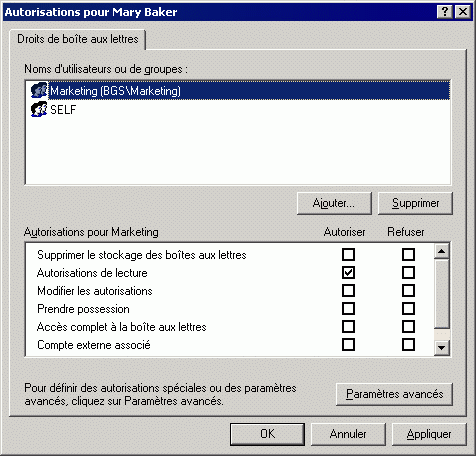 Autorisations pour Mary Baker
Droits de boîte aux lettres
Noms d'utilisateurs ou de groupes :
Marketing (BGS\Marketing)
SELF
Ajouter...
Supprimer
Autorisations pour Marketing Autoriser Refuser
Supprimer le stockage des boîtes aux lettres
Autorisations de lecture
Modifier les autorisations
Prendre possession
Accès complet à la boîte aux lettres
Compte externe associé
Pour définir des autorisations spéciales ou des paramètres
avancés, cliquez sur Paramètres avancés.
Paramètres avancés
OK
Annuler
Appliquer